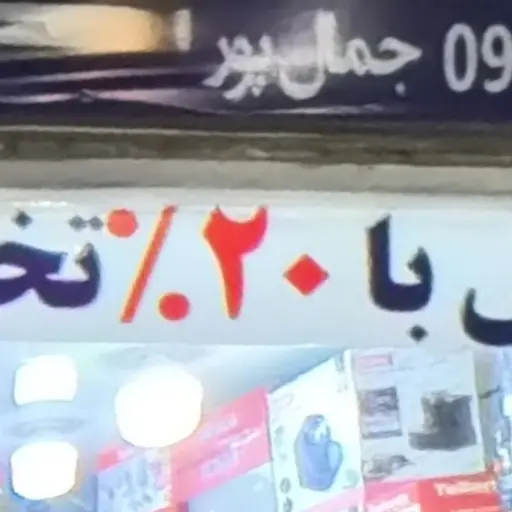 جمال‌پور 09
با ۲۰٪ تخ